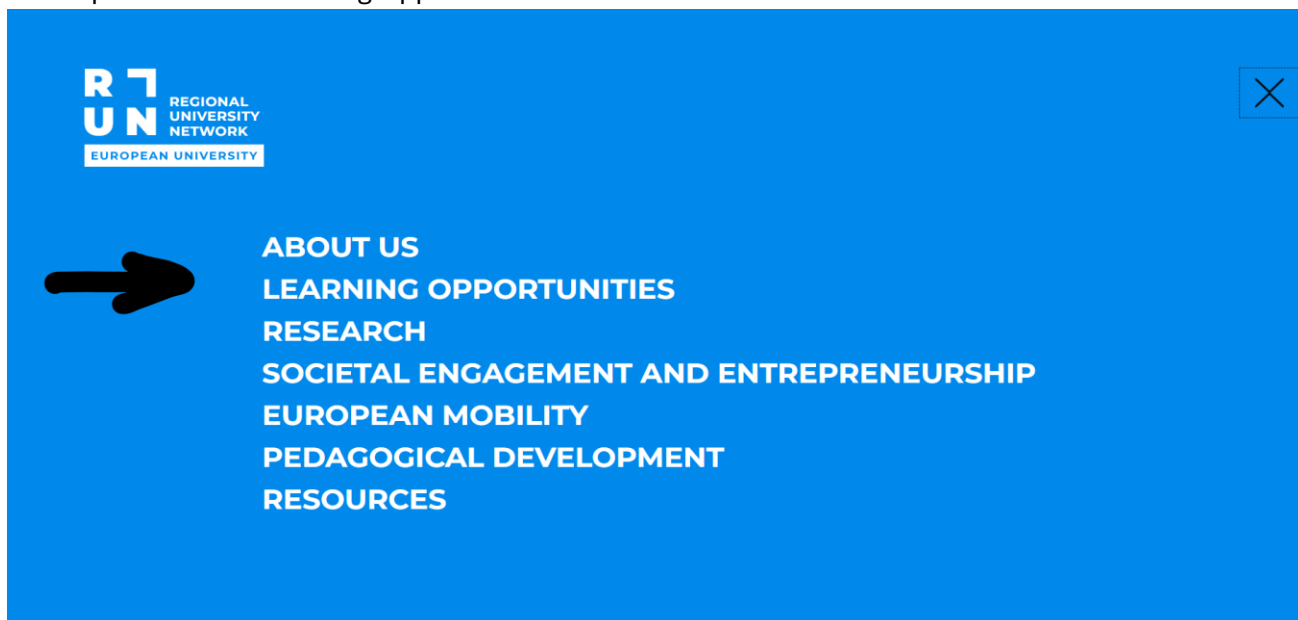 R
UN
REGIONAL
UNIVERSITY
NETWORK
EUROPEAN UNIVERSITY
ABOUT US
LEARNING OPPORTUNITIES
RESEARCH
SOCIETAL ENGAGEMENT AND ENTREPRENEURSHIP
EUROPEAN MOBILITY
PEDAGOGICAL DEVELOPMENT
RESOURCES